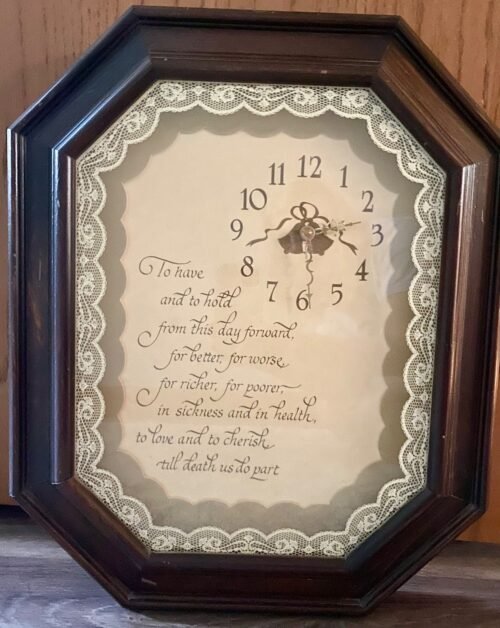 12
11 1
10 2
9 3
8 4
7 5
6
To have
and to hold
from this day forward,
for better, for worse,
for richer, for poorer,
in sickness and in health,
to love and to cherish,
till death us do part